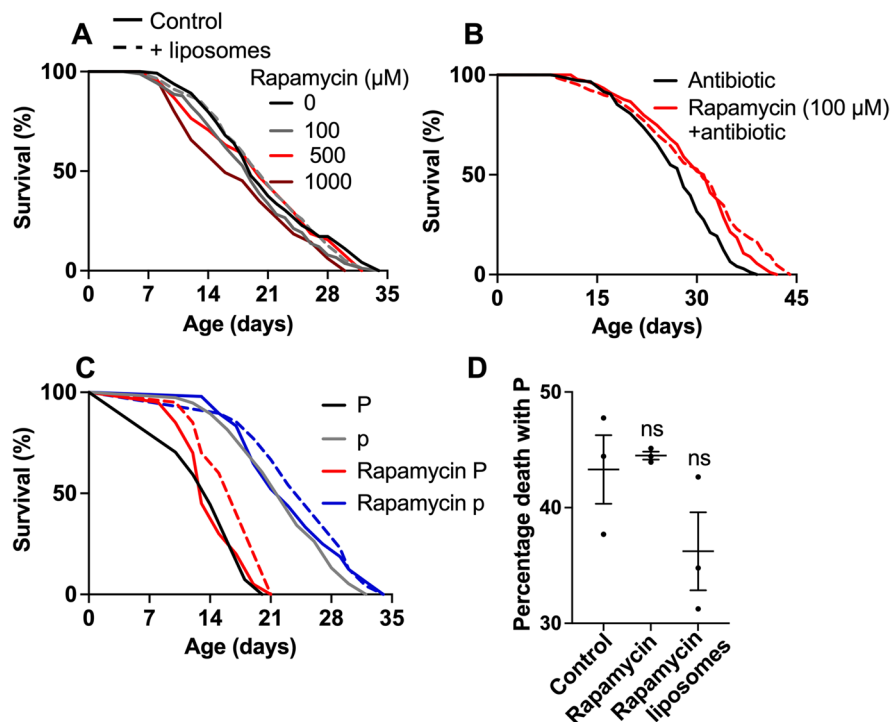 A
Control
+ liposomes
Rapamycin (μM)
0
100
500
1000
Survival (%)
100
50
0
0 7 14 21 28 35
Age (days)
B
Antibiotic
Rapamycin (100 μM)
+antibiotic
Survival (%)
100
50
0
0 15 30 45
Age (days)
C
P
p
Rapamycin P
Rapamycin p
Survival (%)
100
50
0
0 7 14 21 28 35
Age (days)
D
Percentage death with P
50
40
30
ns
ns
Control
Rapamycin
Rapamycin
liposomes